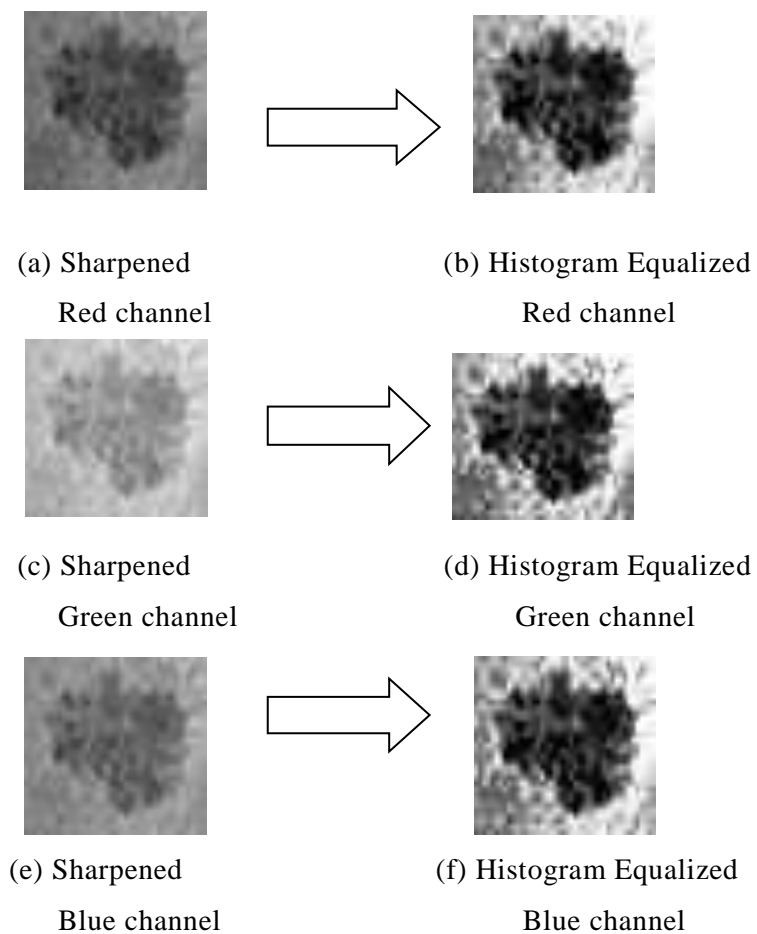 (a) Sharpened
Red channel
(b) Histogram Equalized
Red channel
(c) Sharpened
Green channel
(d) Histogram Equalized
Green channel
(e) Sharpened
Blue channel
(f) Histogram Equalized
Blue channel